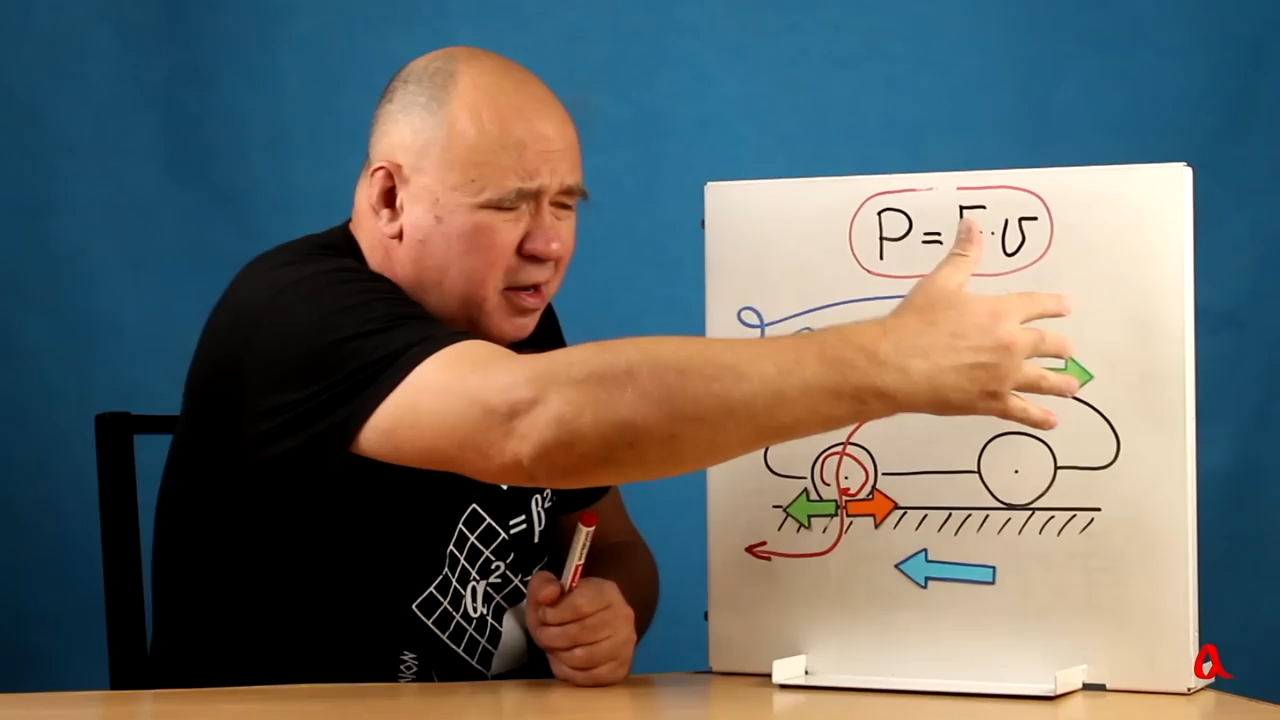 P = F · v
= β²
α²
a